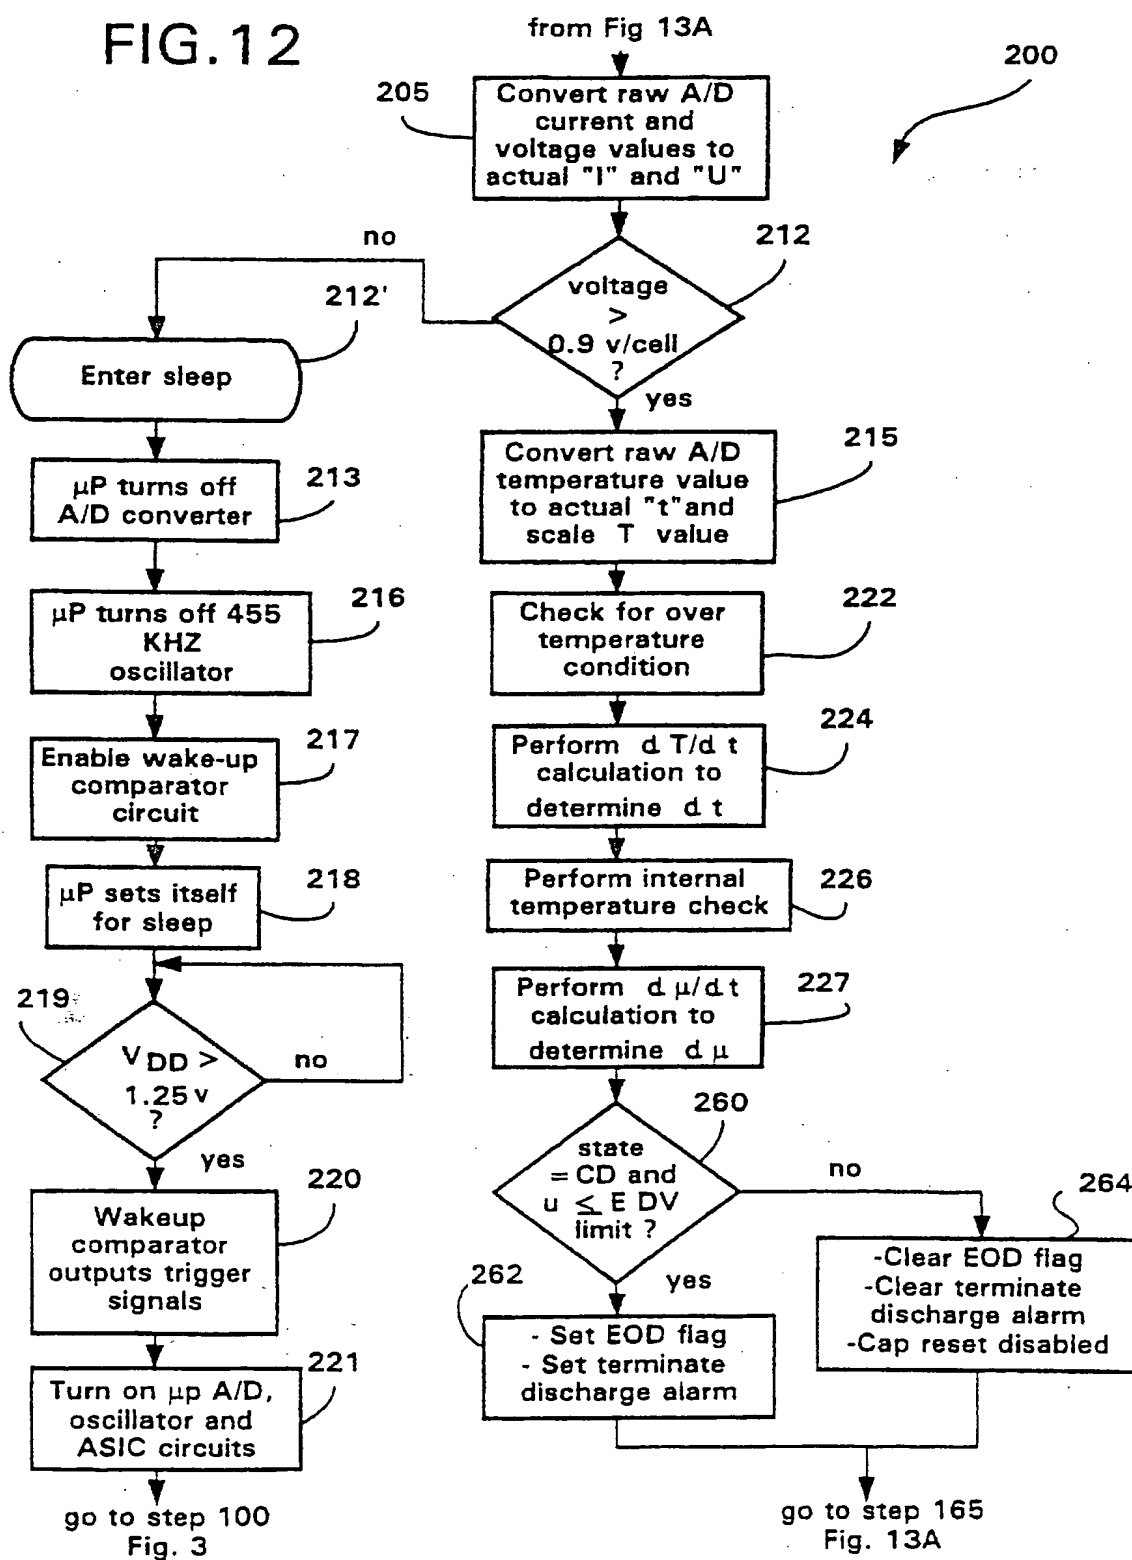 FIG.12
from Fig 13A
200
205
Convert raw A/D
current and
voltage values to
actual "I" and "U"
no
212
voltage
>
0.9 v/cell
?
yes
212'
Enter sleep
213
µP turns off
A/D converter
216
µP turns off 455
KHZ
oscillator
217
Enable wake-up
comparator
circuit
218
µP sets itself
for sleep
219
V DD >
1.25 v
?
no
yes
220
Wakeup
comparator
outputs trigger
signals
221
Turn on µp A/D,
oscillator and
ASIC circuits
go to step 100
Fig. 3
215
Convert raw A/D
temperature value
to actual "t"and
scale T value
222
Check for over
temperature
condition
224
Perform d T/d t
calculation to
determine d t
226
Perform internal
temperature check
227
Perform d µ/dt
calculation to
determine d µ
260
state
= CD and
u ≤ E DV
limit ?
no
yes
262
- Set EOD flag
- Set terminate
discharge alarm
264
-Clear EOD flag
-Clear terminate
discharge alarm
-Cap reset disabled
go to step 165
Fig. 13A